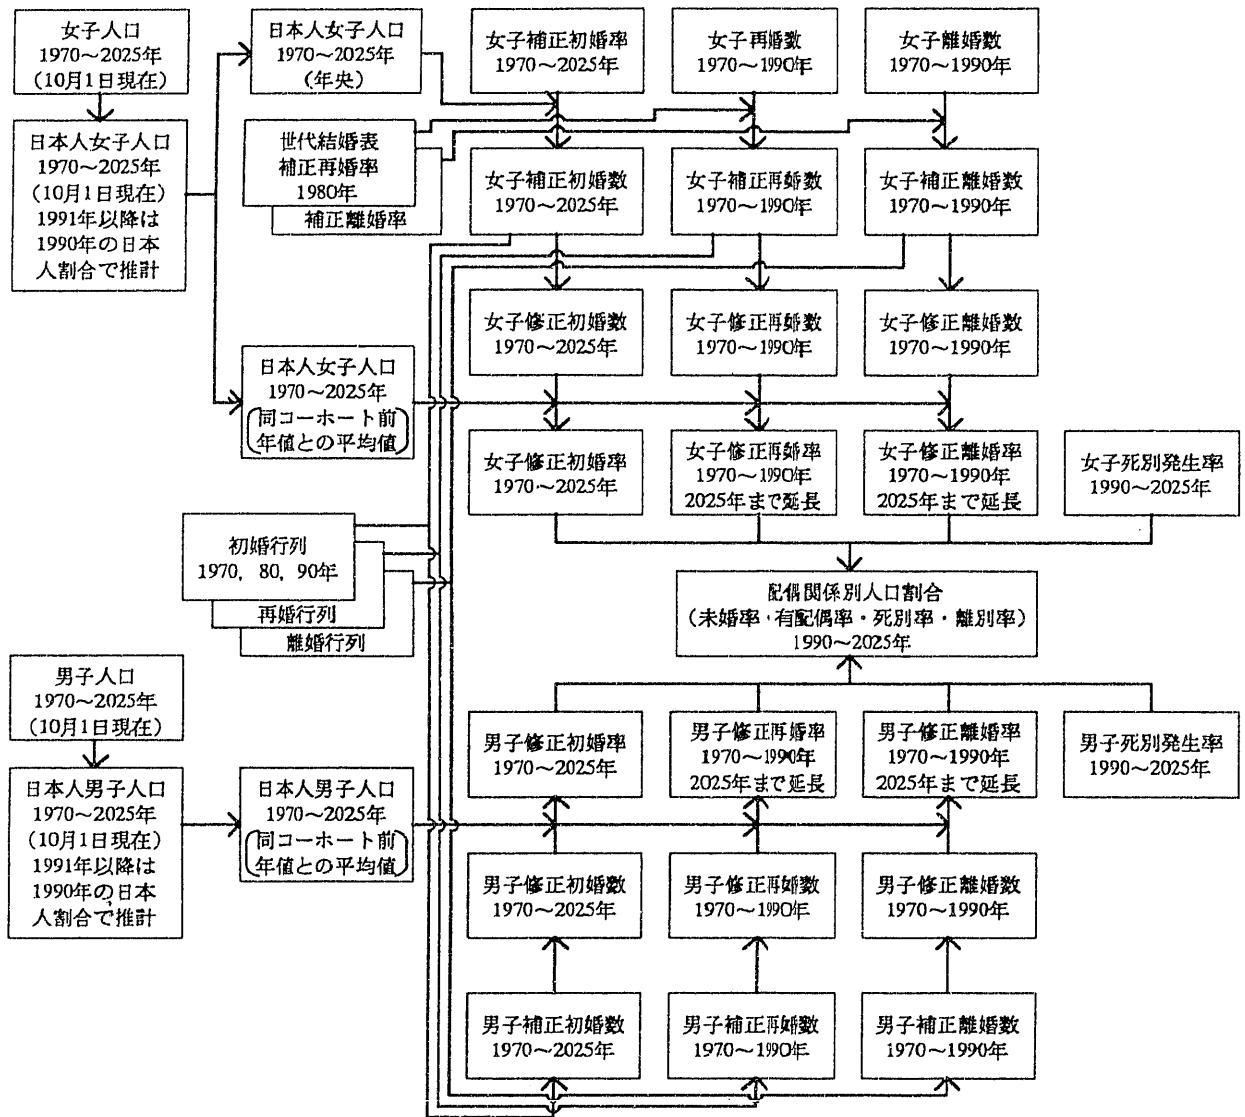 女子人口
1970～2025年
(10月1日現在)
日本人女子人口
1970～2025年
(年央)
女子補正初婚率
1970～2025年
女子再婚数
1970～1990年
女子離婚数
1970～1990年
日本人女子人口
1970～2025年
(10月1日現在)
1991年以降は
1990年の日本
人割合で推計
世代結婚表
補正再婚率
1980年
補正離婚率
女子補正初婚数
1970～2025年
女子補正再婚数
1970～1990年
女子補正離婚数
1970～1990年
女子修正初婚数
1970～2025年
女子修正再婚数
1970～1990年
女子修正離婚数
1970～1990年
日本人女子人口
1970～2025年
(同コーホート前
年値との平均値)
女子修正初婚率
1970～2025年
女子修正再婚率
1970～1990年
2025年まで延長
女子修正離婚率
1970～1990年
2025年まで延長
女子死別発生率
1990～2025年
初婚行列
1970, 80, 90年
再婚行列
離婚行列
配偶関係別人口割合
(未婚率・有配偶率・死別率・離別率)
1990～2025年
男子人口
1970～2025年
(10月1日現在)
男子修正初婚率
1970～2025年
男子修正再婚率
1970～1990年
2025年まで延長
男子修正離婚率
1970～1990年
2025年まで延長
男子死別発生率
1990～2025年
日本人男子人口
1970～2025年
(10月1日現在)
1991年以降は
1990年の日本
人割合で推計
日本人男子人口
1970～2025年
(同コーホート前
年値との平均値)
男子修正初婚数
1970～2025年
男子修正再婚数
1970～1990年
男子修正離婚数
1970～1990年
男子補正初婚数
1970～2025年
男子補正再婚数
1970～1990年
男子補正離婚数
1970～1990年